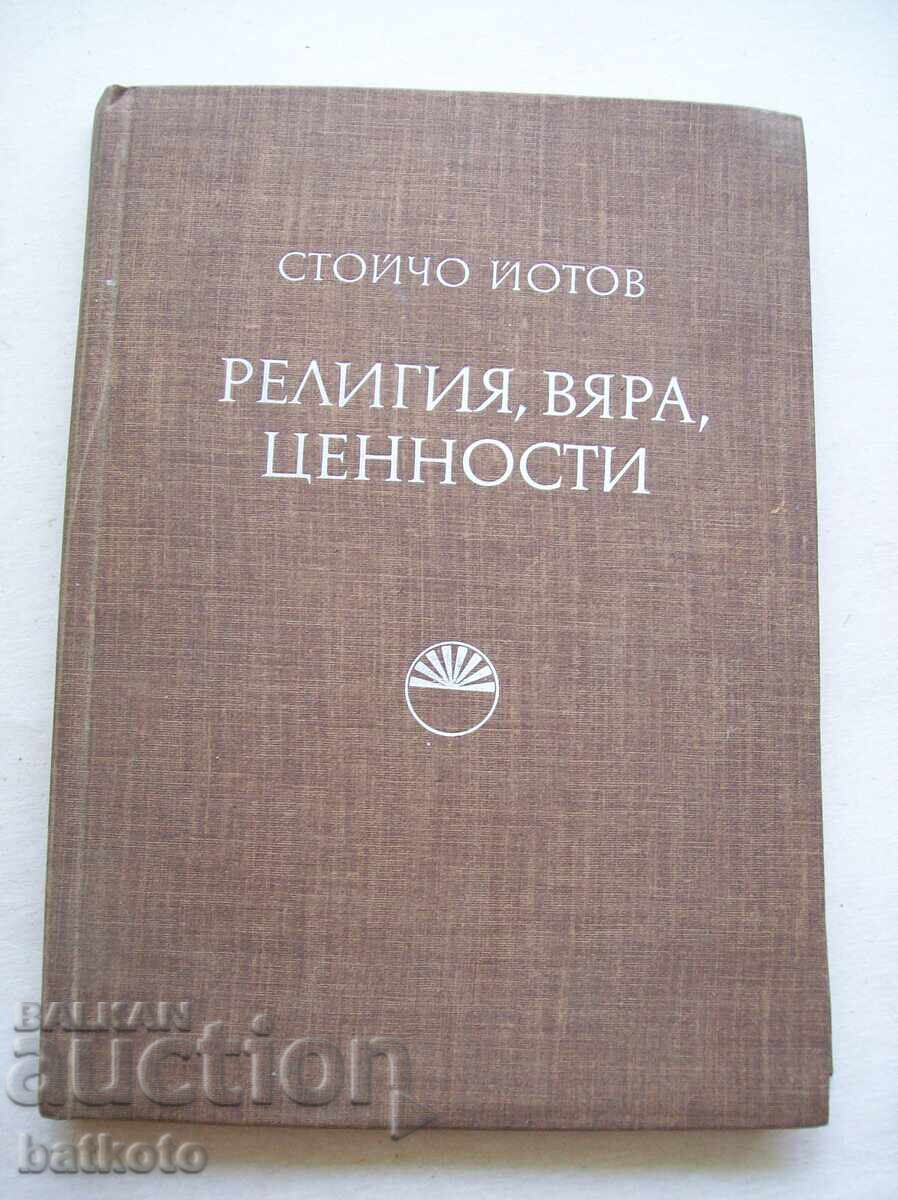 СТОЙЧО ЙОТОВ
РЕЛИГИЯ, ВЯРА,
ЦЕННОСТИ
BALKAN
auction
batkoto